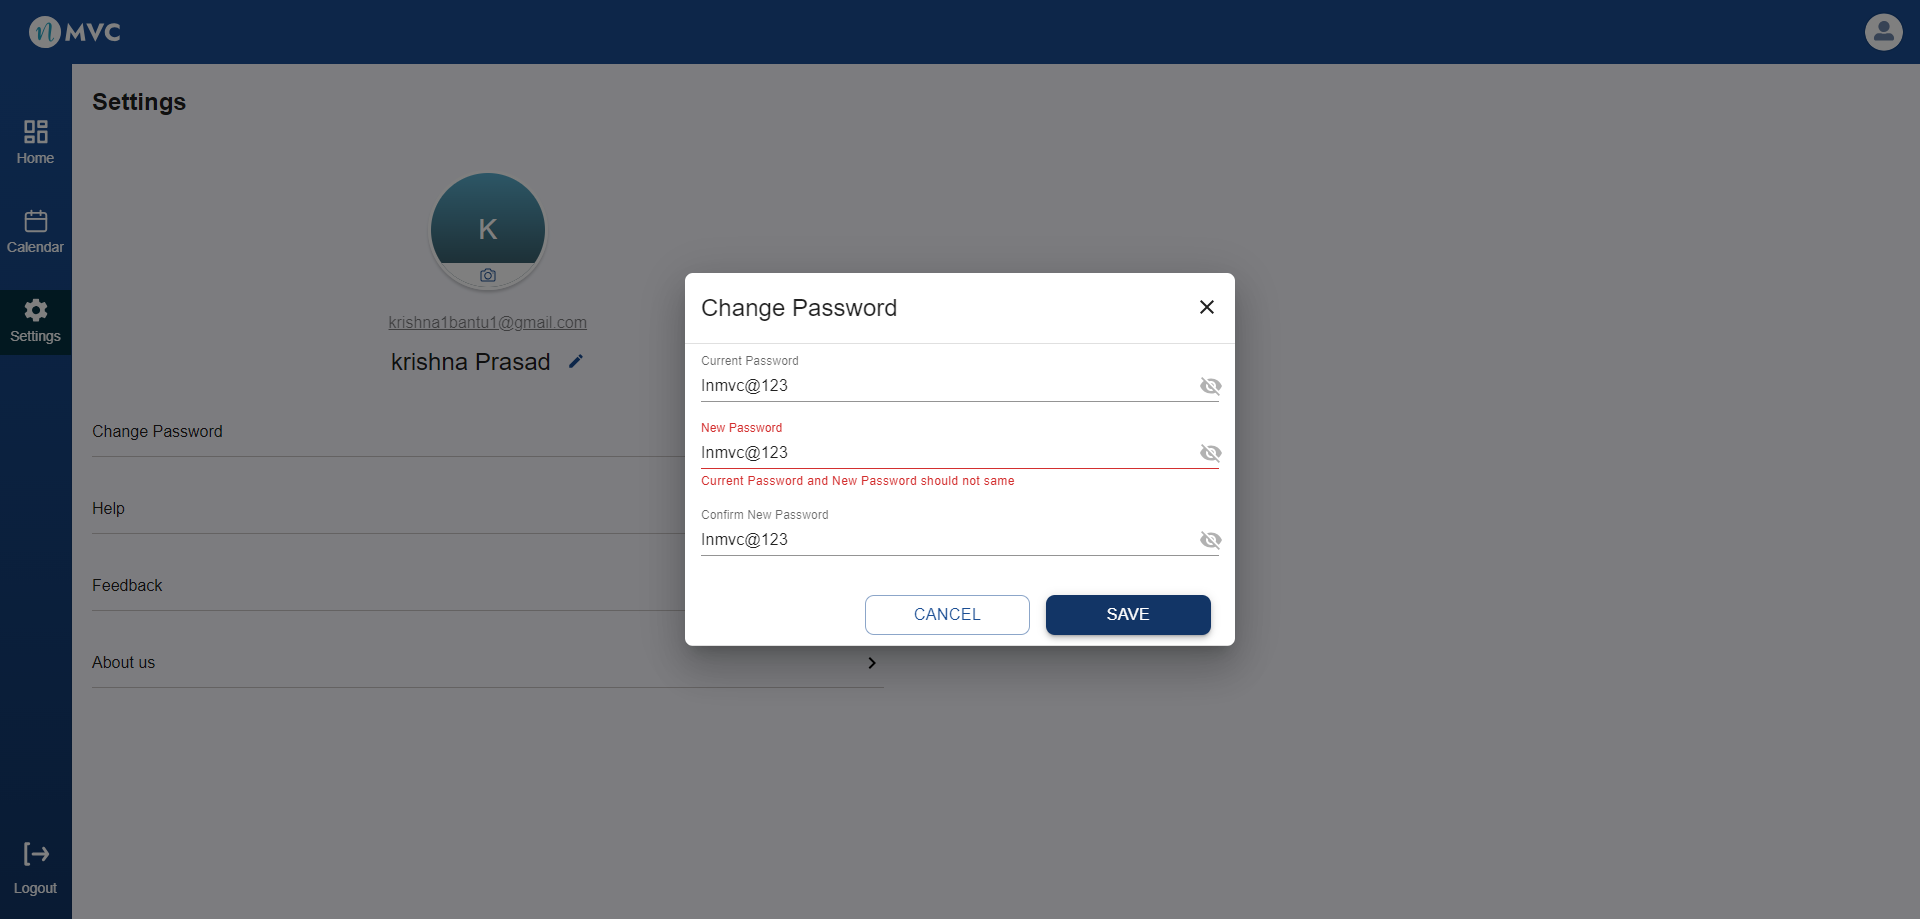 n MVC
Settings
Home
Calendar
Settings
K
krishna1bantu1@gmail.com
krishna Prasad
Change Password
Help
Feedback
About us
Logout
Change Password
Current Password
lnmvc@123
New Password
lnmvc@123
Current Password and New Password should not same
Confirm New Password
lnmvc@123
CANCEL
SAVE